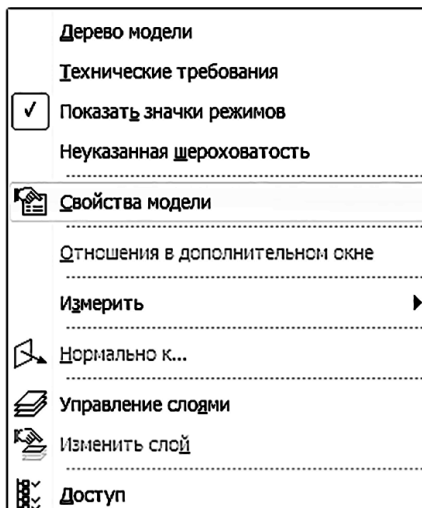 Дерево модели
Технические требования
Показать значки режимов
Неуказанная шероховатость
Свойства модели
Отношения в дополнительном окне
Измерить
Нормально к...
Управление слоями
Изменить слой
Доступ